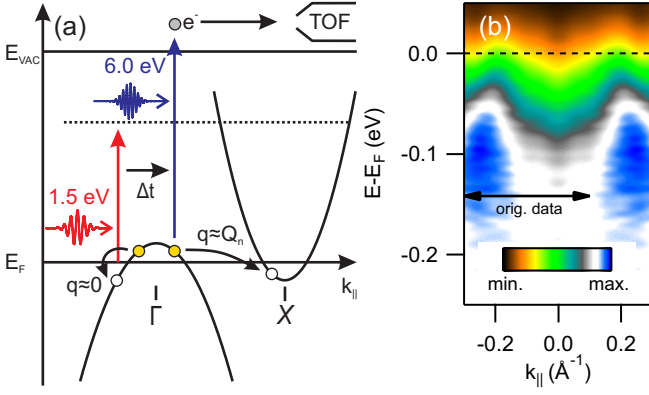 (a)
e-
TOF
E_VAC
6.0 eV
1.5 eV
Δt
q≈Q_n
E_F
q≈0
Γ
X
k_||
(b)
0.0
-0.1
-0.2
E-E_F (eV)
orig. data
min.
max.
-0.2
0.0
0.2
k_|| (Å^-1)